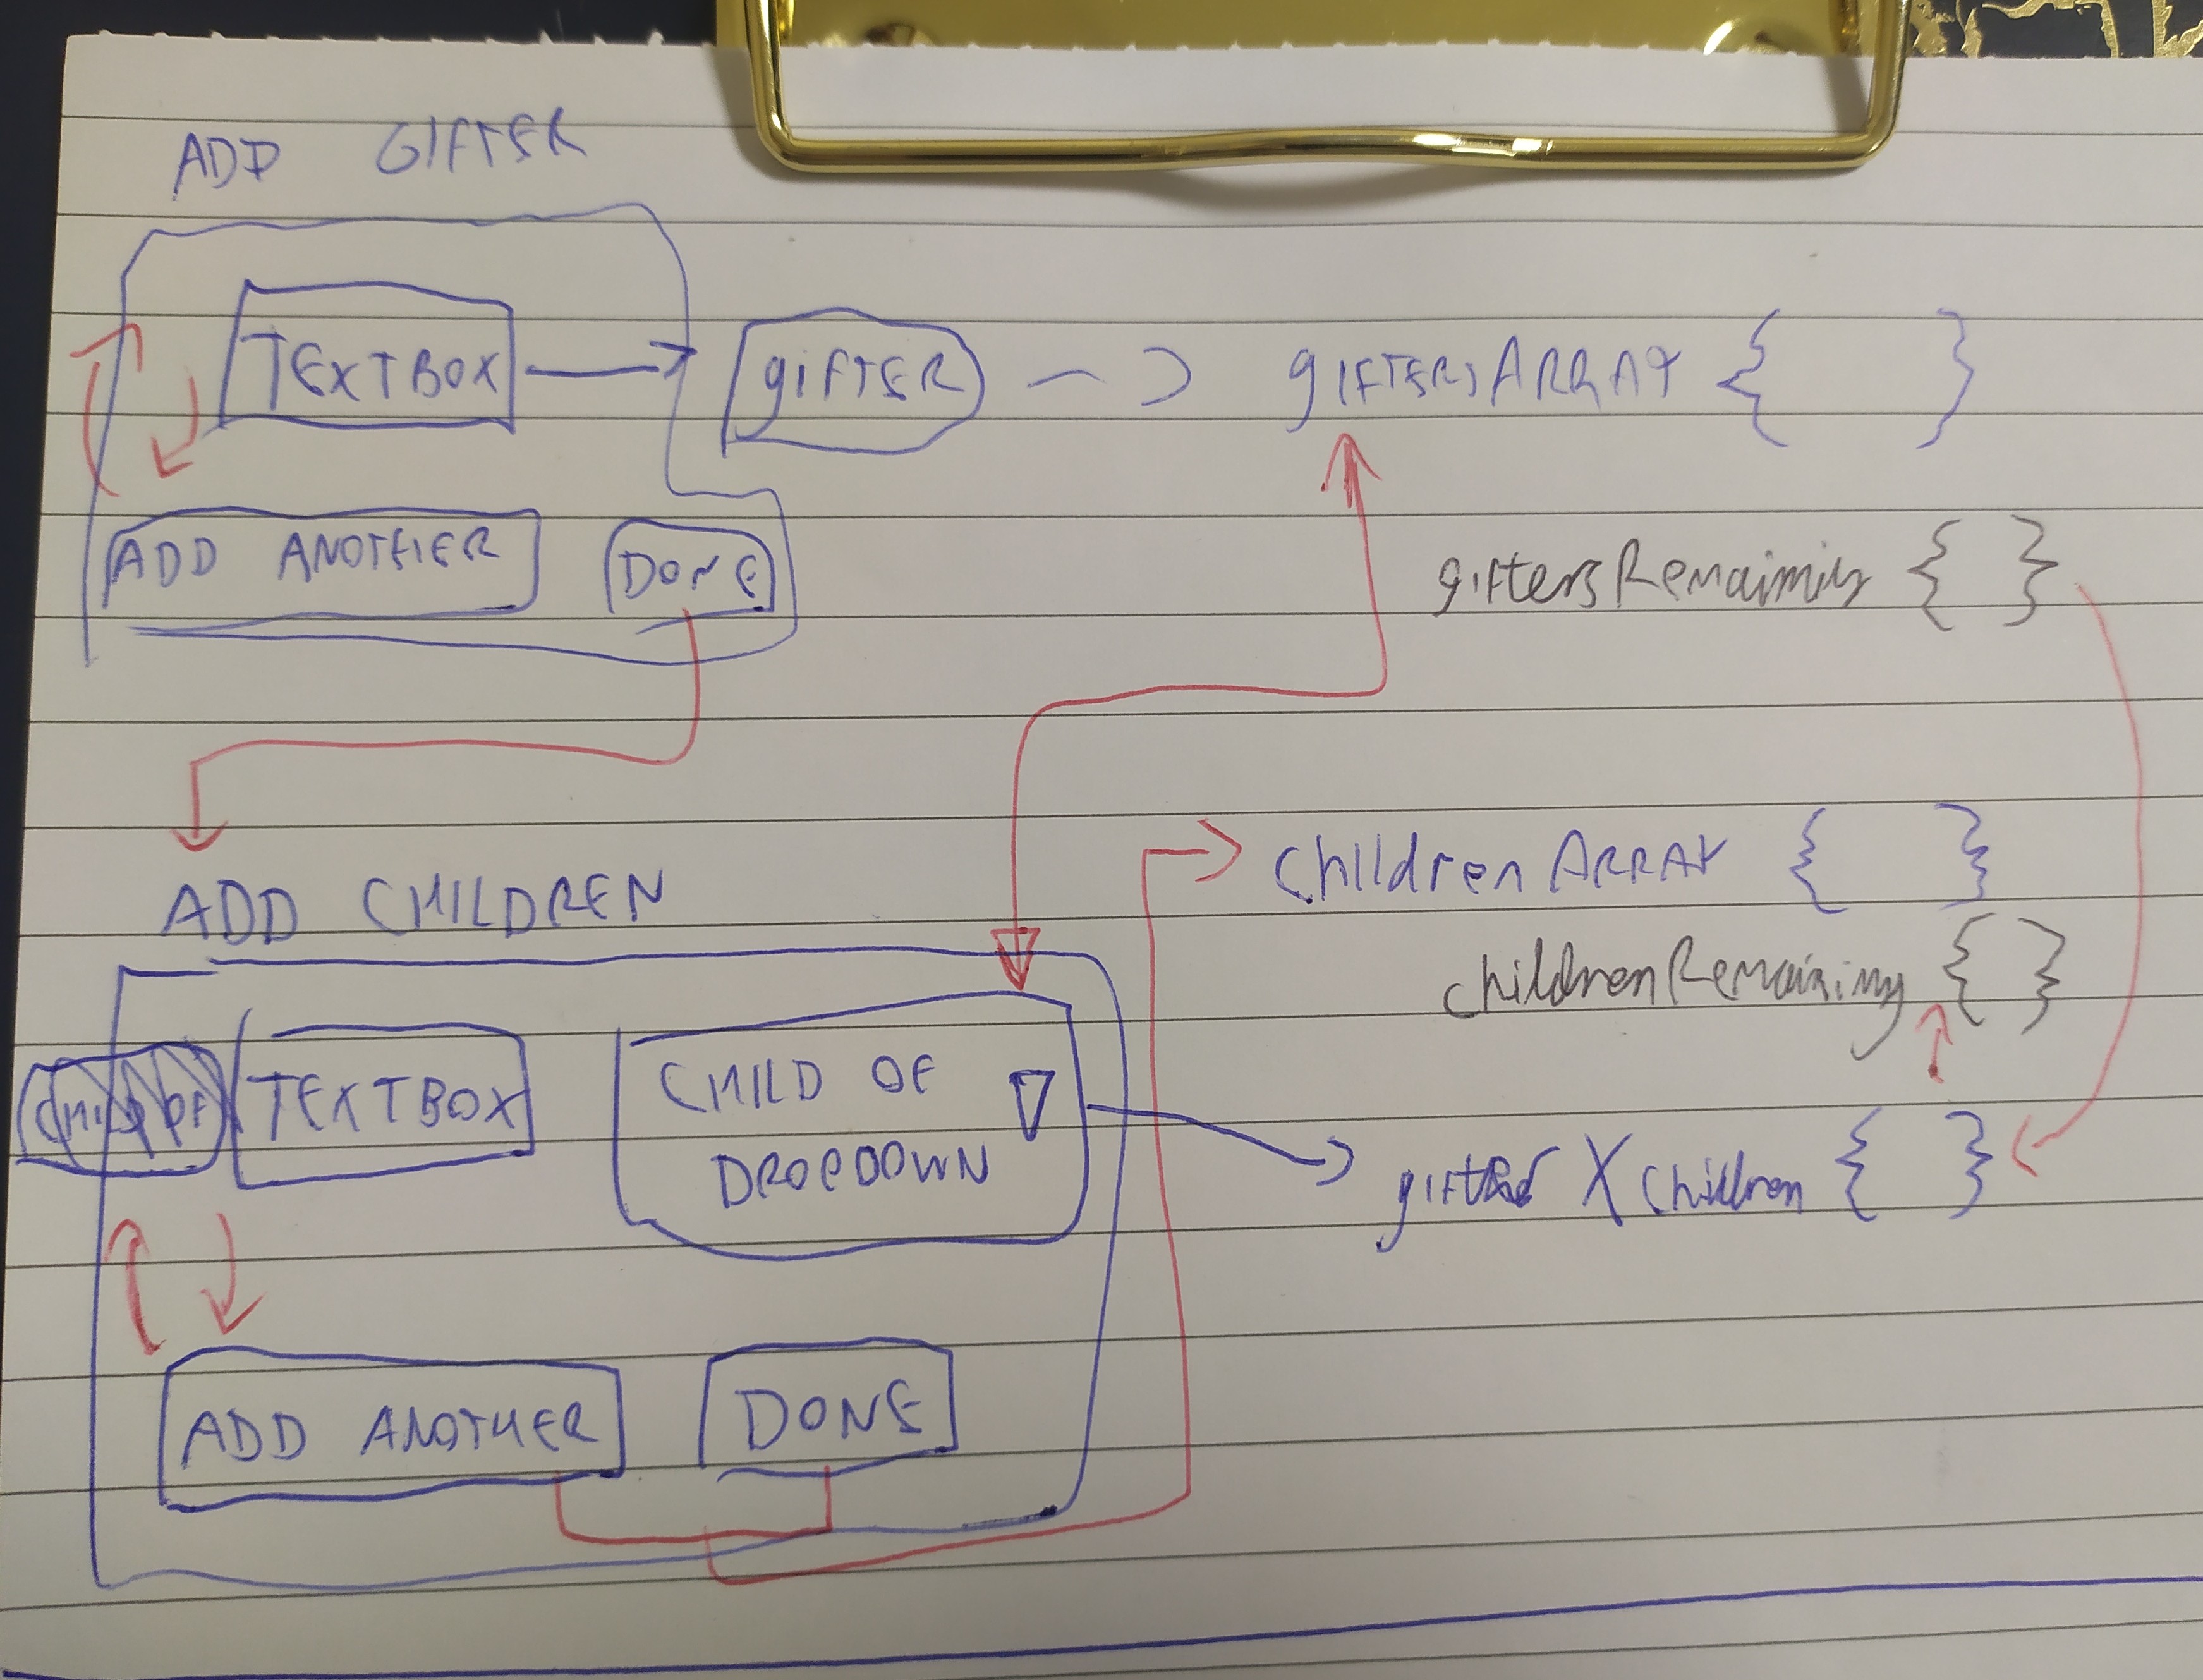 ADD GIFTER
TEXTBOX
gifTER
giFTERsARRAY { }
ADD ANOTHER
DONE
giftersRemaining { }
ADD CHILDREN
childrenARRAY { }
childrenRemaining { }
CHILD OF
TEXTBOX
CHILD OF
DROPDOWN
X children { }
ADD ANOTHER
DONE